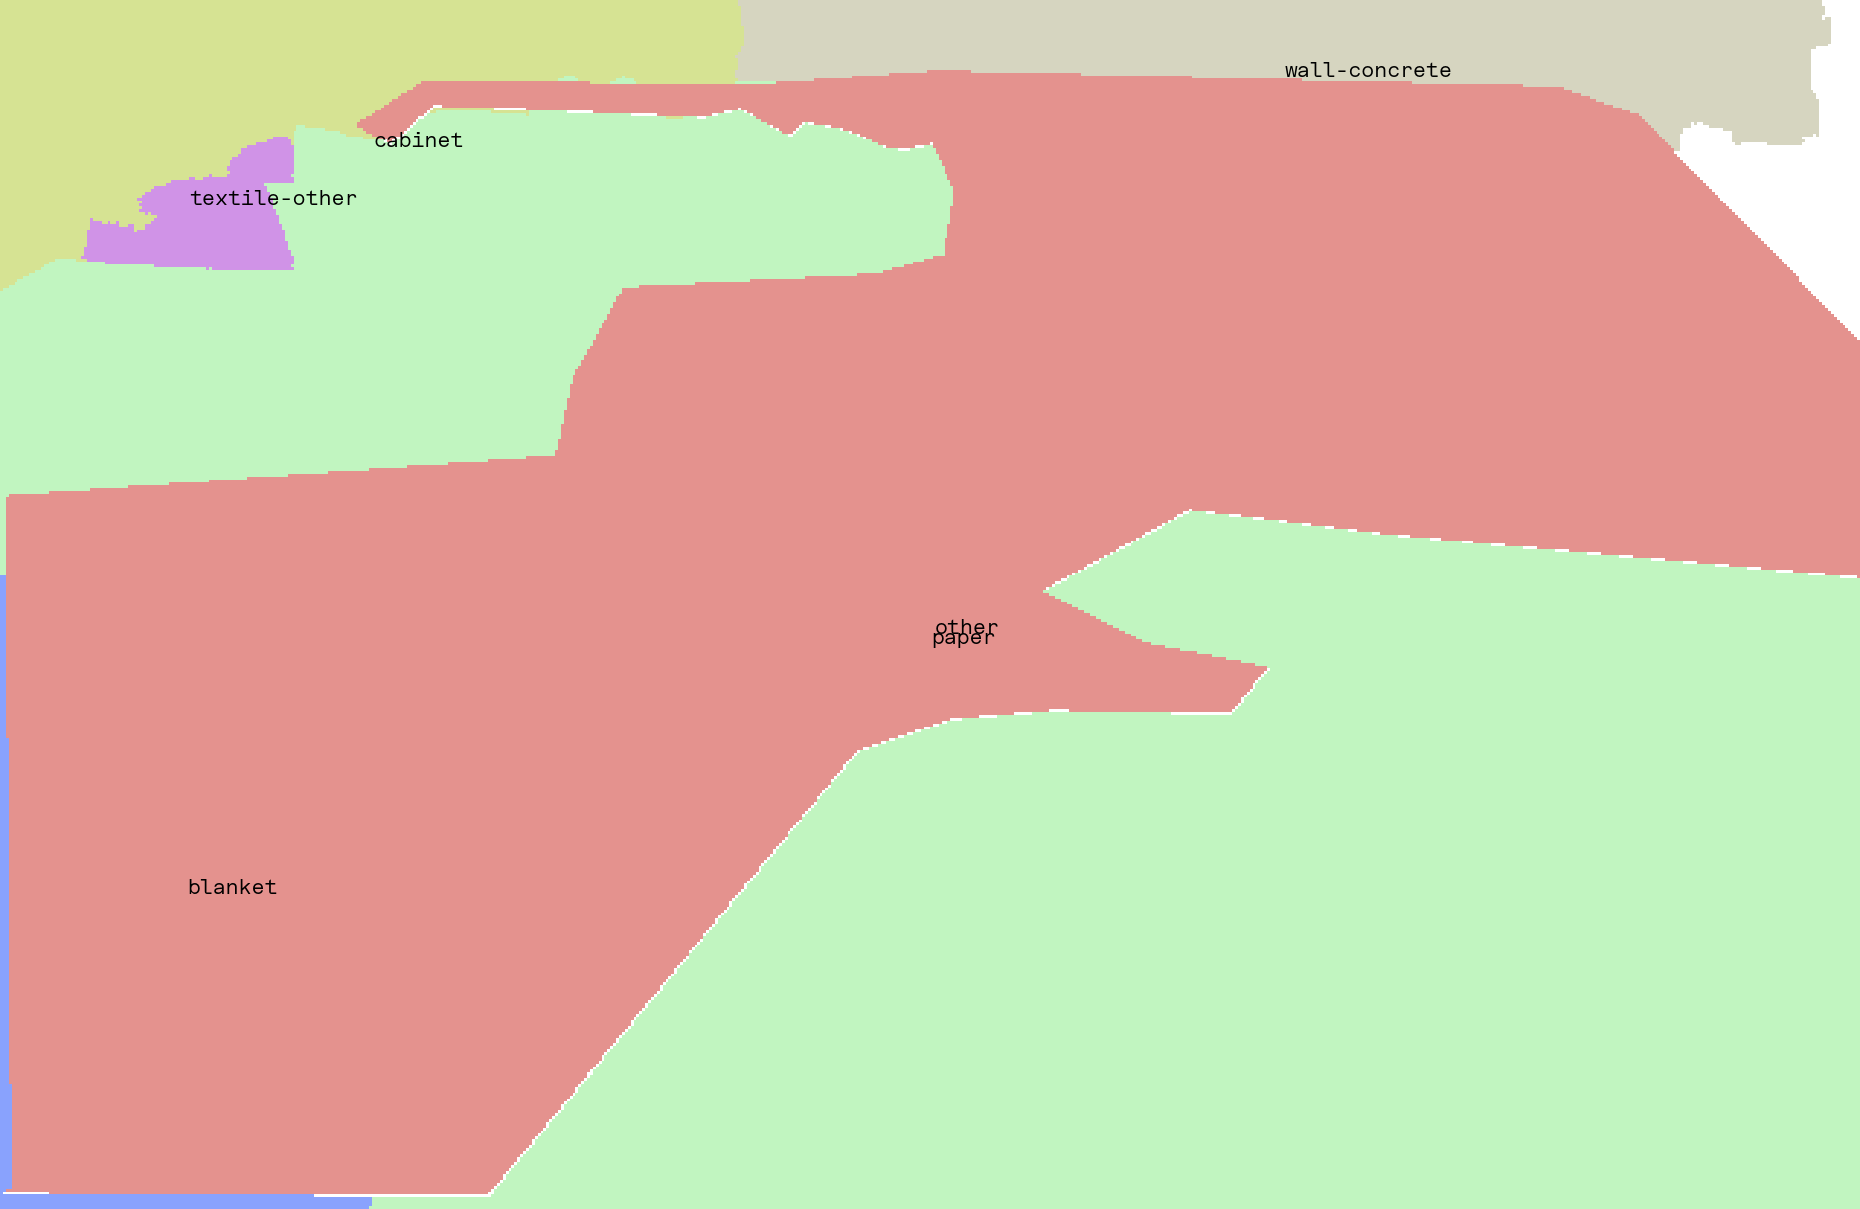 wall-concrete
cabinet
textile-other
other
paper
blanket